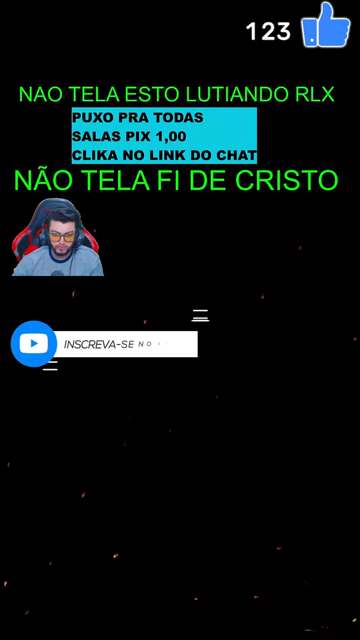 123
NAO TELA ESTO LUTIANDO RLX
PUXO PRA TODAS
SALAS PIX 1,00
CLIKA NO LINK DO CHAT
NÃO TELA FI DE CRISTO
INSCREVA-SE NO